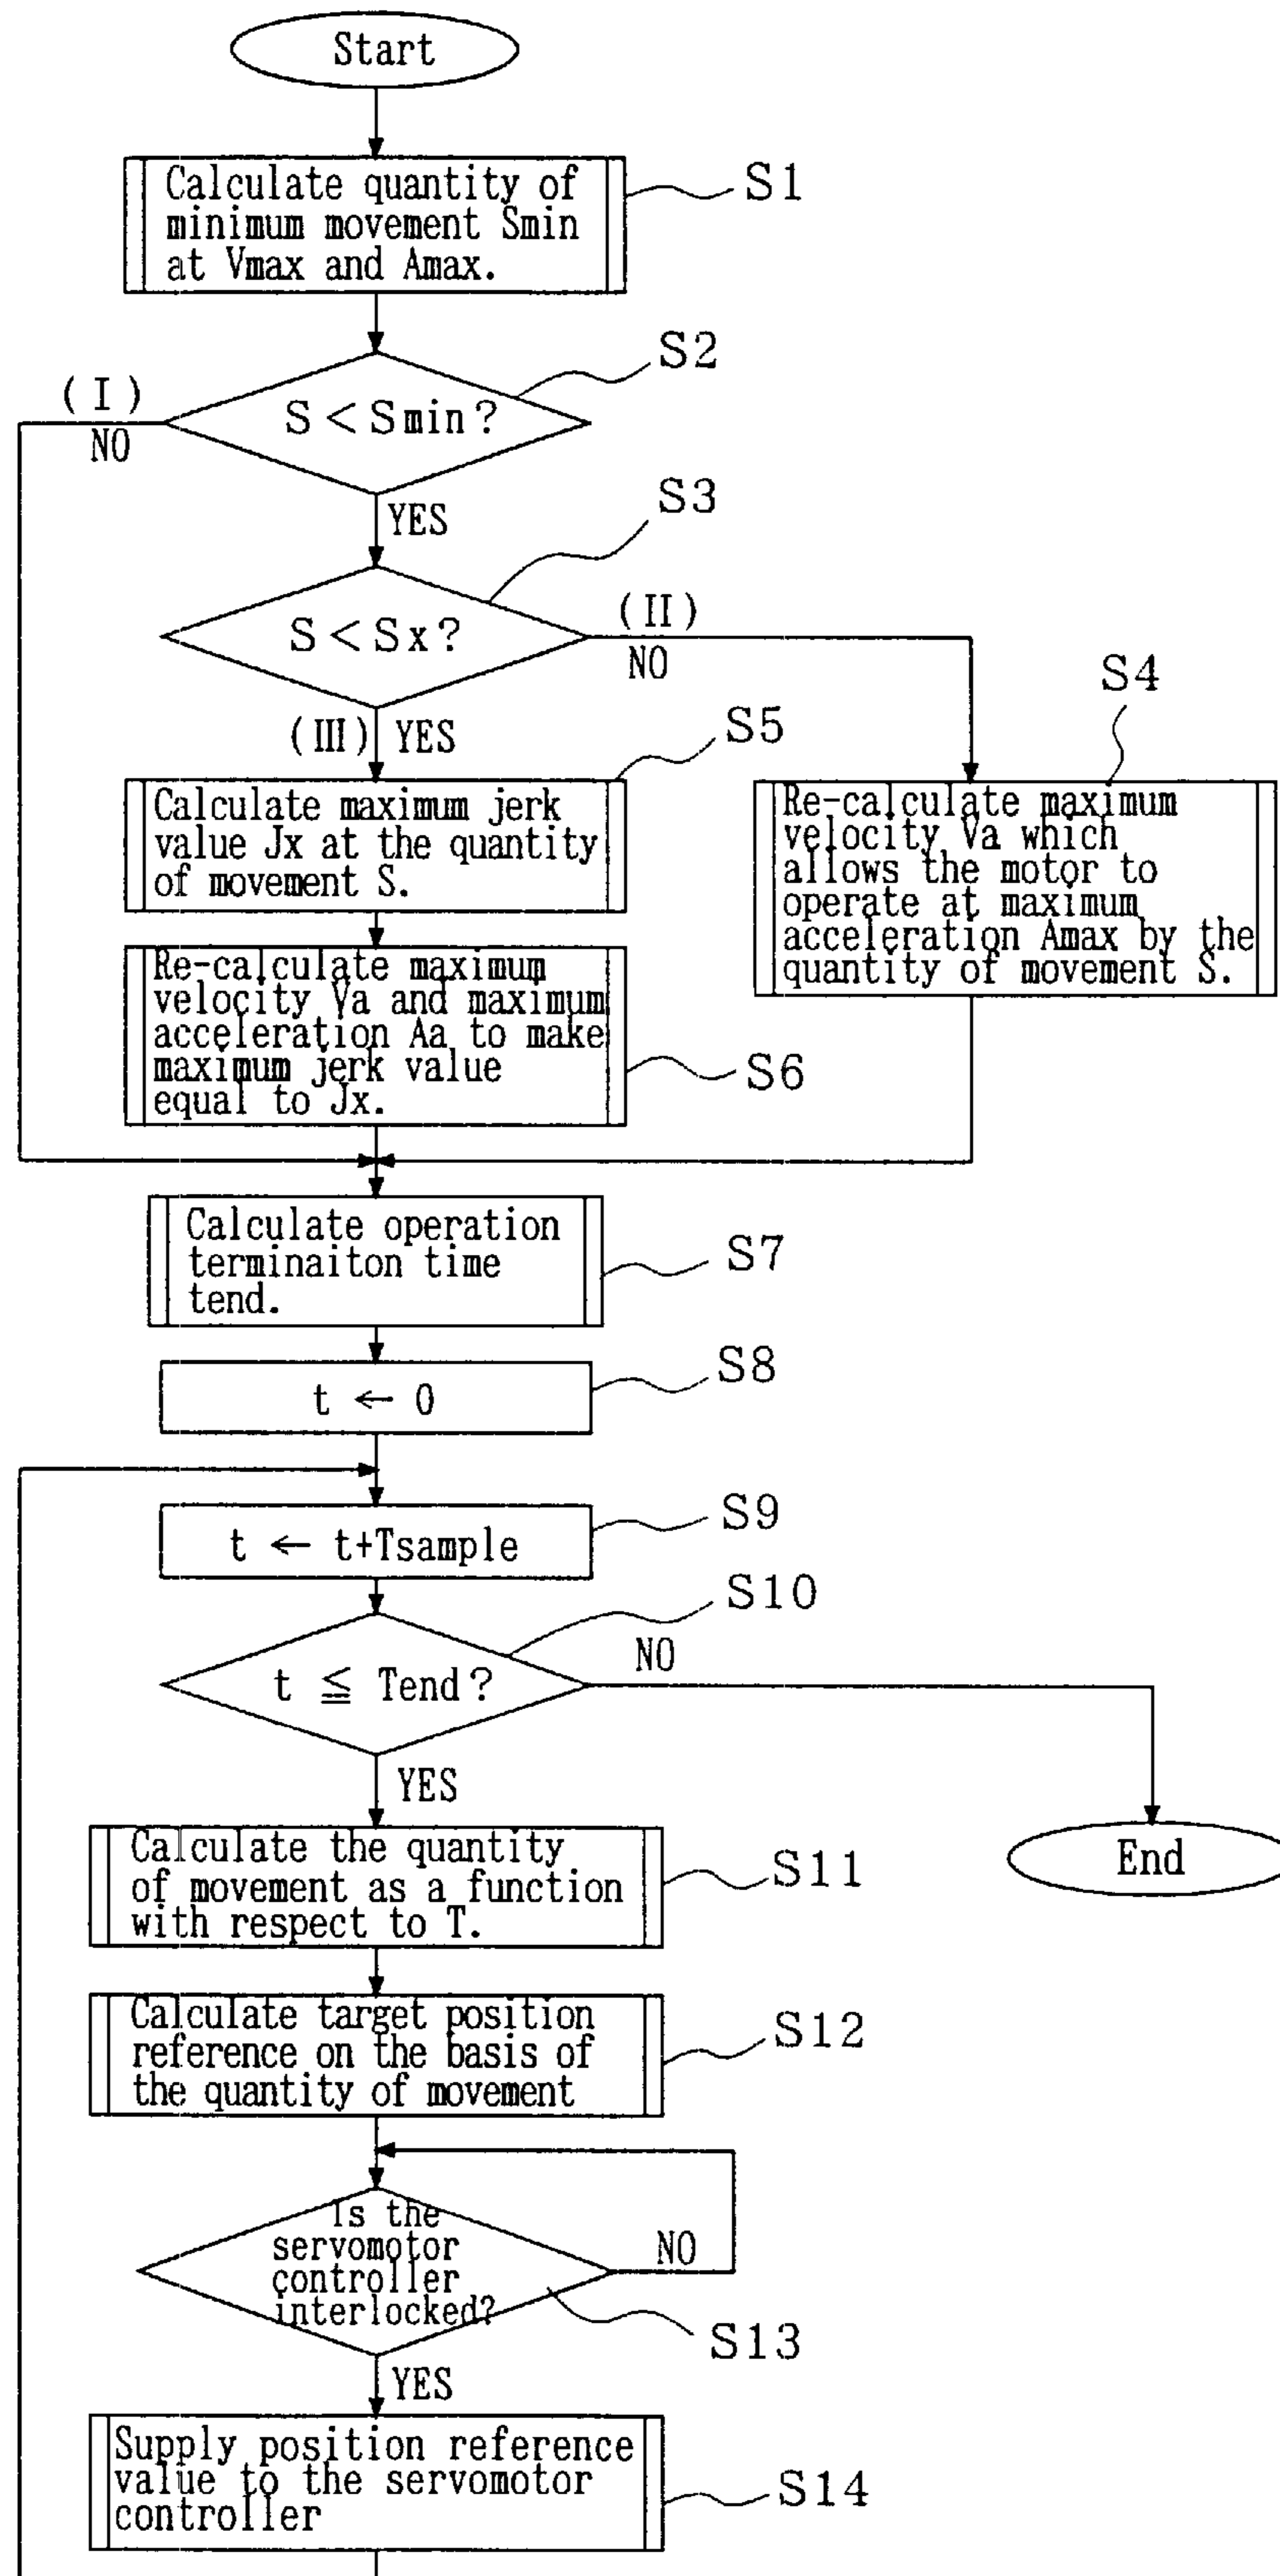 Start
Calculate quantity of
minimum movement Smin
at Vmax and Amax.
S1
S2
(I)
NO
S<Smin?
YES
S3
S<Sx?
(II)
NO
(III) YES
S4
S5
Calculate maximum jerk
value Jx at the quantity
of movement S.
Re-calculate maximum
velocity Va which
allows the motor to
operate at maximum
acceleration Amax by the
quantity of movement S.
Re-calculate maximum
velocity Va and maximum
acceleration Aa to make
maximum jerk value
equal to Jx.
S6
Calculate operation
terminaiton time
tend.
S7
t ← 0
S8
t ← t+Tsample
S9
S10
t ≦ Tend?
NO
YES
End
Calculate the quantity
of movement as a function
with respect to T.
S11
Calculate target position
reference on the basis of
the quantity of movement
S12
Is the
servomotor
controller
interlocked?
NO
S13
YES
Supply position reference
value to the servomotor
controller
S14